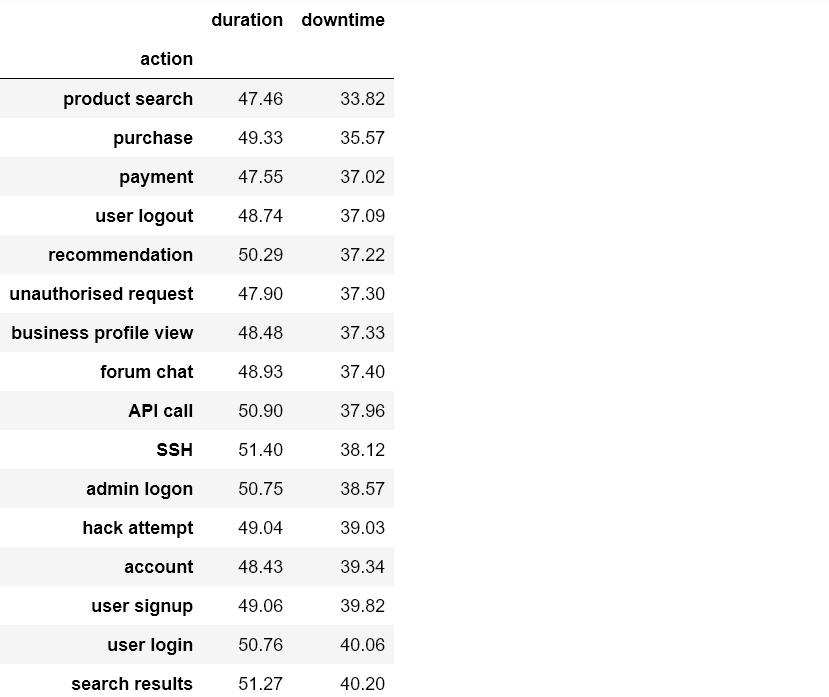 duration downtime
action
product search 47.46 33.82
purchase 49.33 35.57
payment 47.55 37.02
user logout 48.74 37.09
recommendation 50.29 37.22
unauthorised request 47.90 37.30
business profile view 48.48 37.33
forum chat 48.93 37.40
API call 50.90 37.96
SSH 51.40 38.12
admin logon 50.75 38.57
hack attempt 49.04 39.03
account 48.43 39.34
user signup 49.06 39.82
user login 50.76 40.06
search results 51.27 40.20